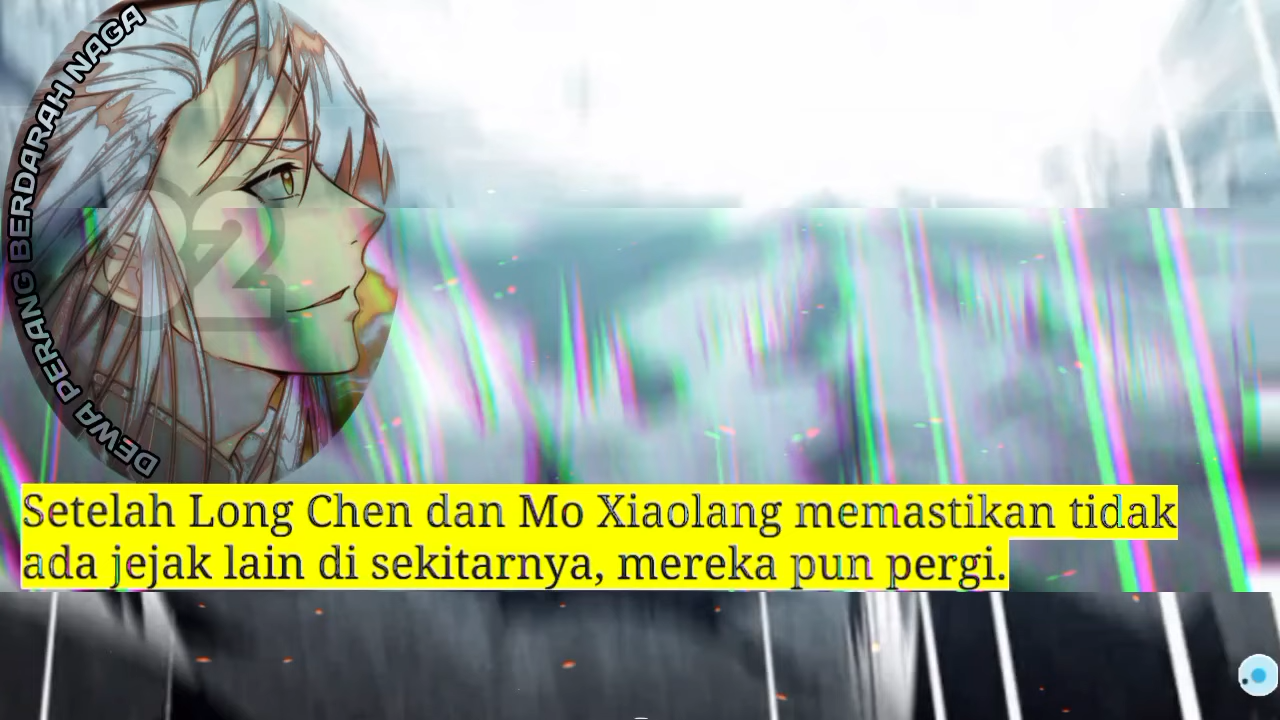 DEWA PERANG BERDARAH NAGA
Setelah Long Chen dan Mo Xiaolang memastikan tidak
ada jejak lain di sekitarnya, mereka pun pergi.